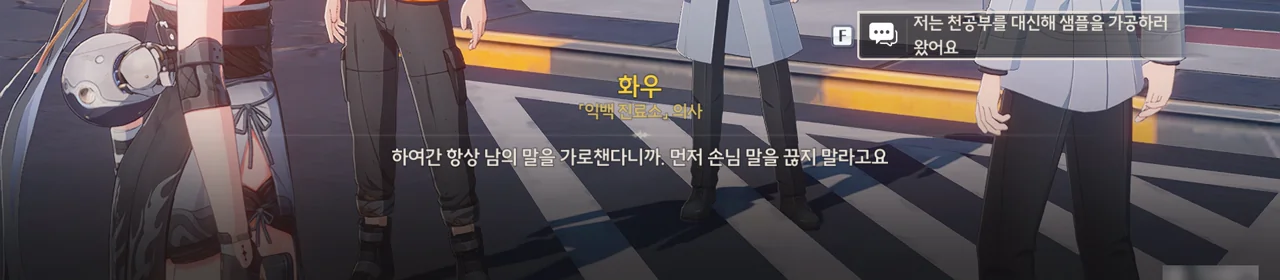 저는 천공부를 대신해 샘플을 가공하러
왔어요
F
화우
「익백 진료소」 의사
하여간 항상 남의 말을 가로챈다니까. 먼저 손님 말을 끊지 말라고요